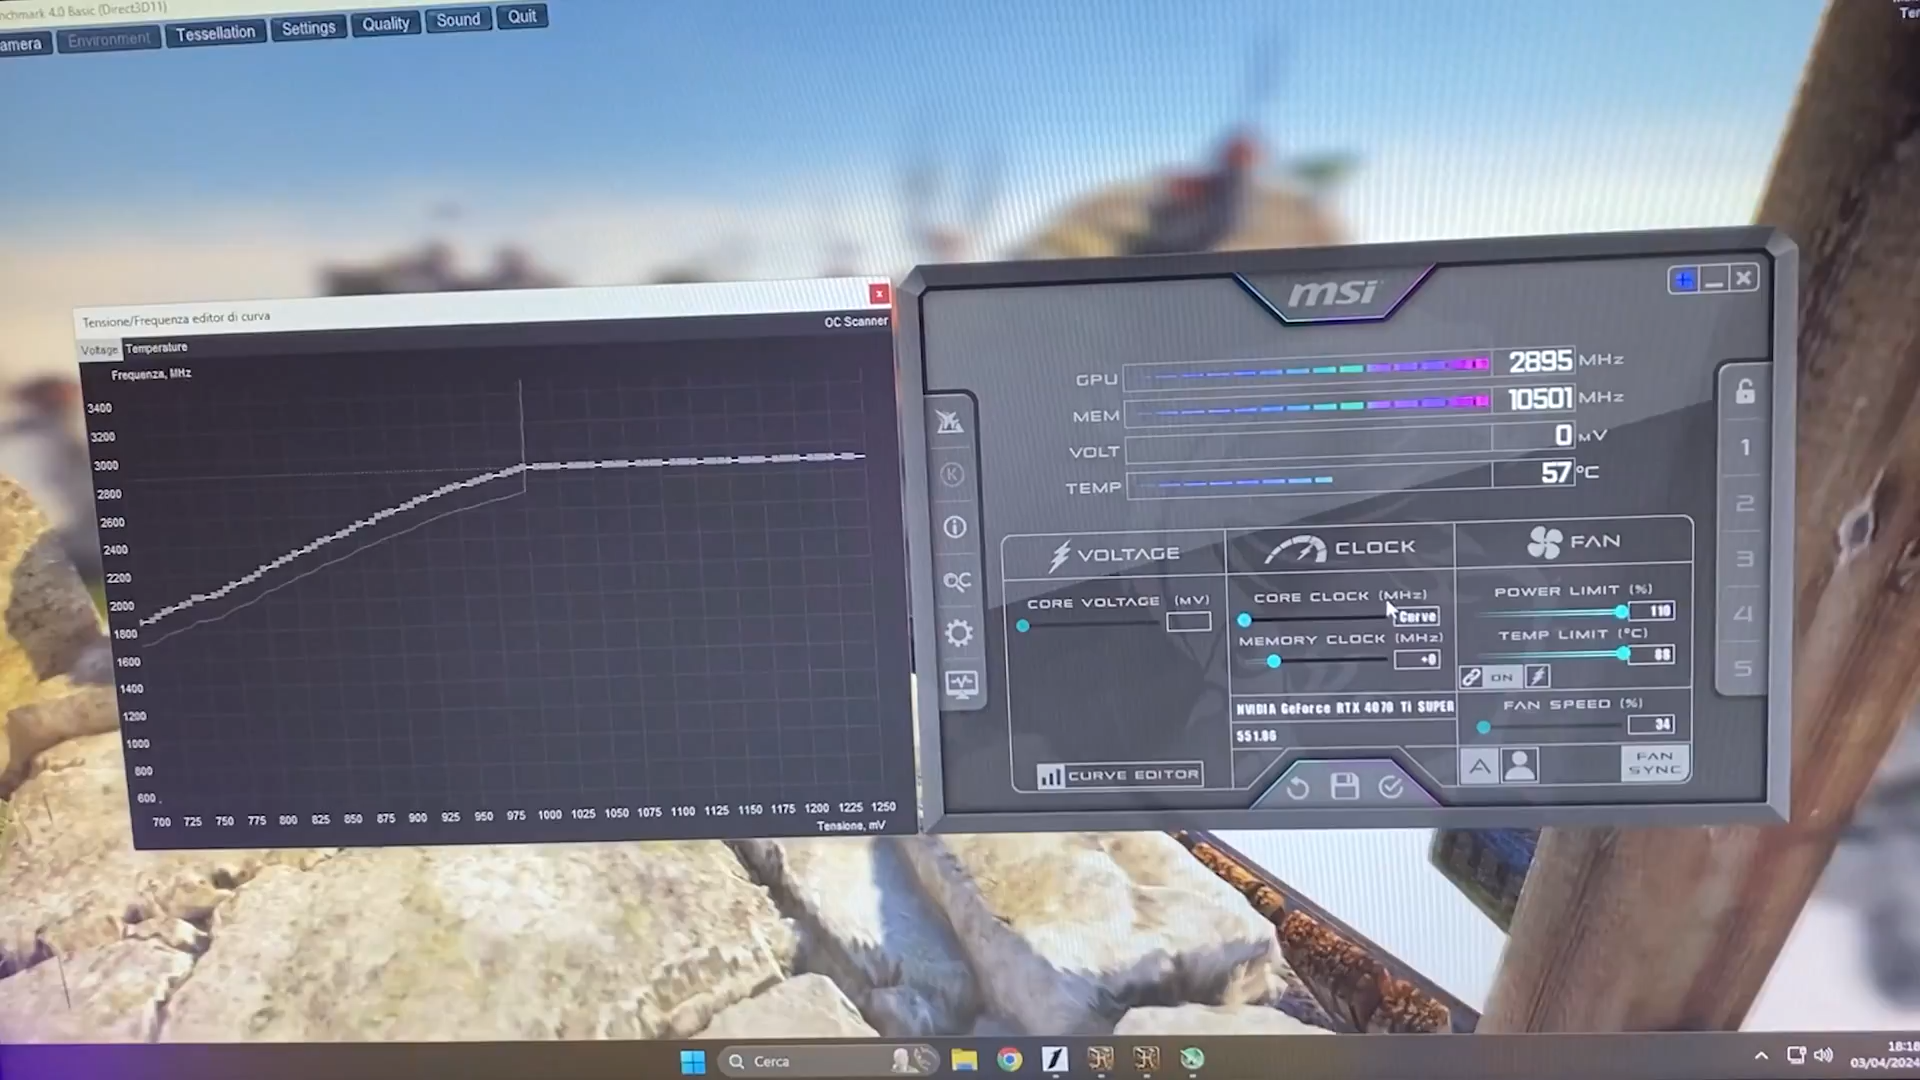 nchmark 4.0 Basic (Direct3D11)
amera Environment Tessellation Settings Quality Sound Quit
Tensione/Frequenza editor di curva
OC Scanner
Voltage Temperature
Frequenza, MHz
3400
3200
3000
2800
2600
2400
2200
2000
1800
1600
1400
1200
1000
800
600
700 725 750 775 800 825 850 875 900 925 950 975 1000 1025 1050 1075 1100 1125 1150 1175 1200 1225 1250
Tensione, mV
msi
GPU 2895 MHz
MEM 10501 MHz
VOLT 0 mV
TEMP 57 °C
K
1
2
3
4
5
VOLTAGE
CORE VOLTAGE (MV)
CURVE EDITOR
CLOCK
CORE CLOCK (MHz)
Curve
MEMORY CLOCK (MHz)
+0
NVIDIA GeForce RTX 4070 Ti SUPER
551.86
FAN
POWER LIMIT (%)
110
TEMP LIMIT (°C)
88
ON
FAN SPEED (%)
34
A
FAN SYNC
Cerca
18:18
03/04/2024